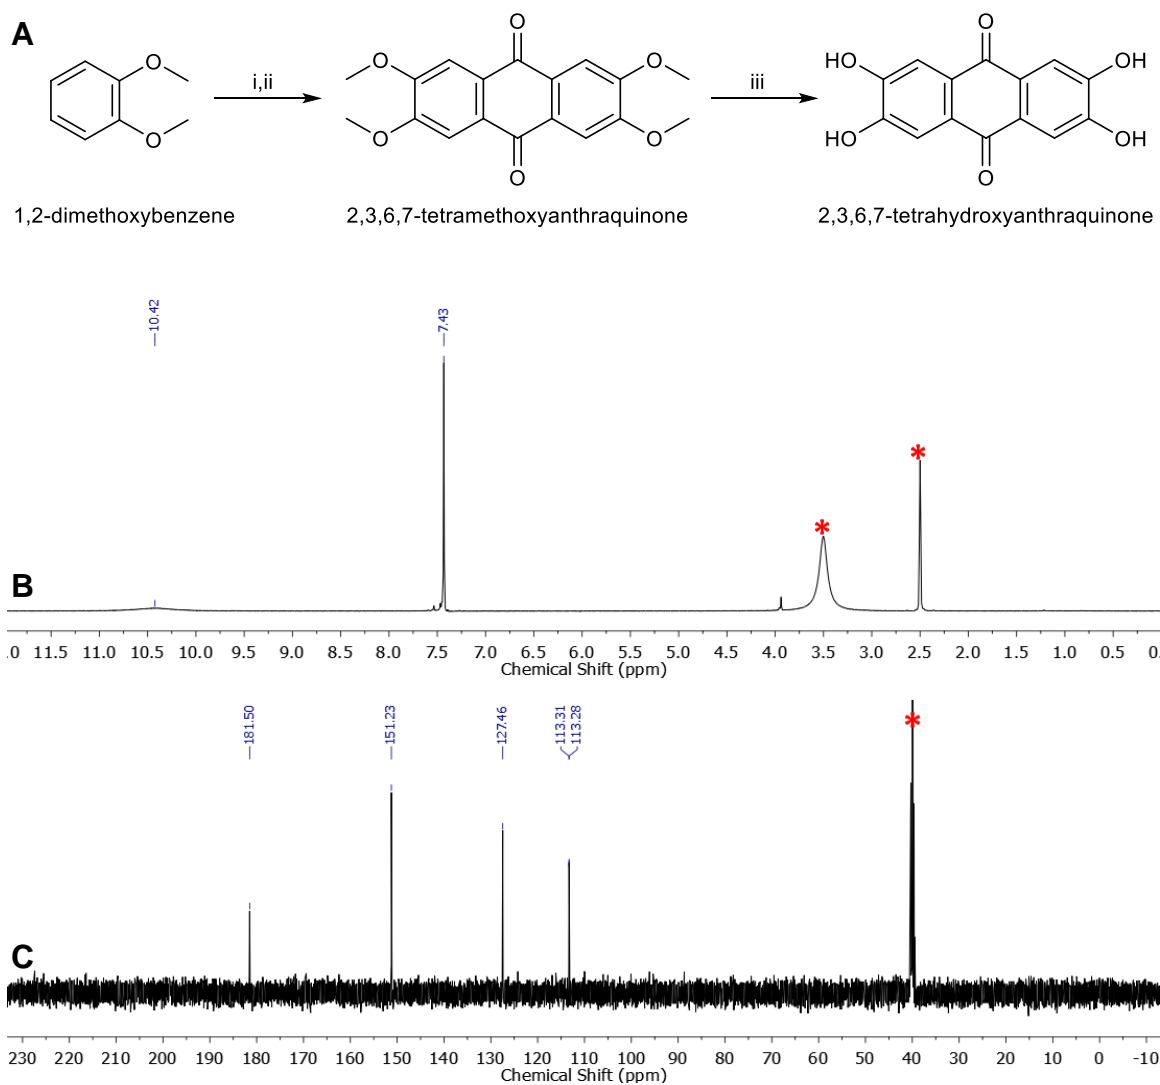 A
O
O
i,ii
O
O
O
O
O
O
iii
O
HO
OH
HO
OH
O
1,2-dimethoxybenzene
2,3,6,7-tetramethoxyanthraquinone
2,3,6,7-tetrahydroxyanthraquinone
10.42
7.43
*
*
B
.0 11.5 11.0 10.5 10.0 9.5 9.0 8.5 8.0 7.5 7.0 6.5 6.0 5.5 5.0 4.5 4.0 3.5 3.0 2.5 2.0 1.5 1.0 0.5 0.
Chemical Shift (ppm)
181.50
151.23
127.46
113.31
113.28
*
C
230 220 210 200 190 180 170 160 150 140 130 120 110 100 90 80 70 60 50 40 30 20 10 0 -10
Chemical Shift (ppm)